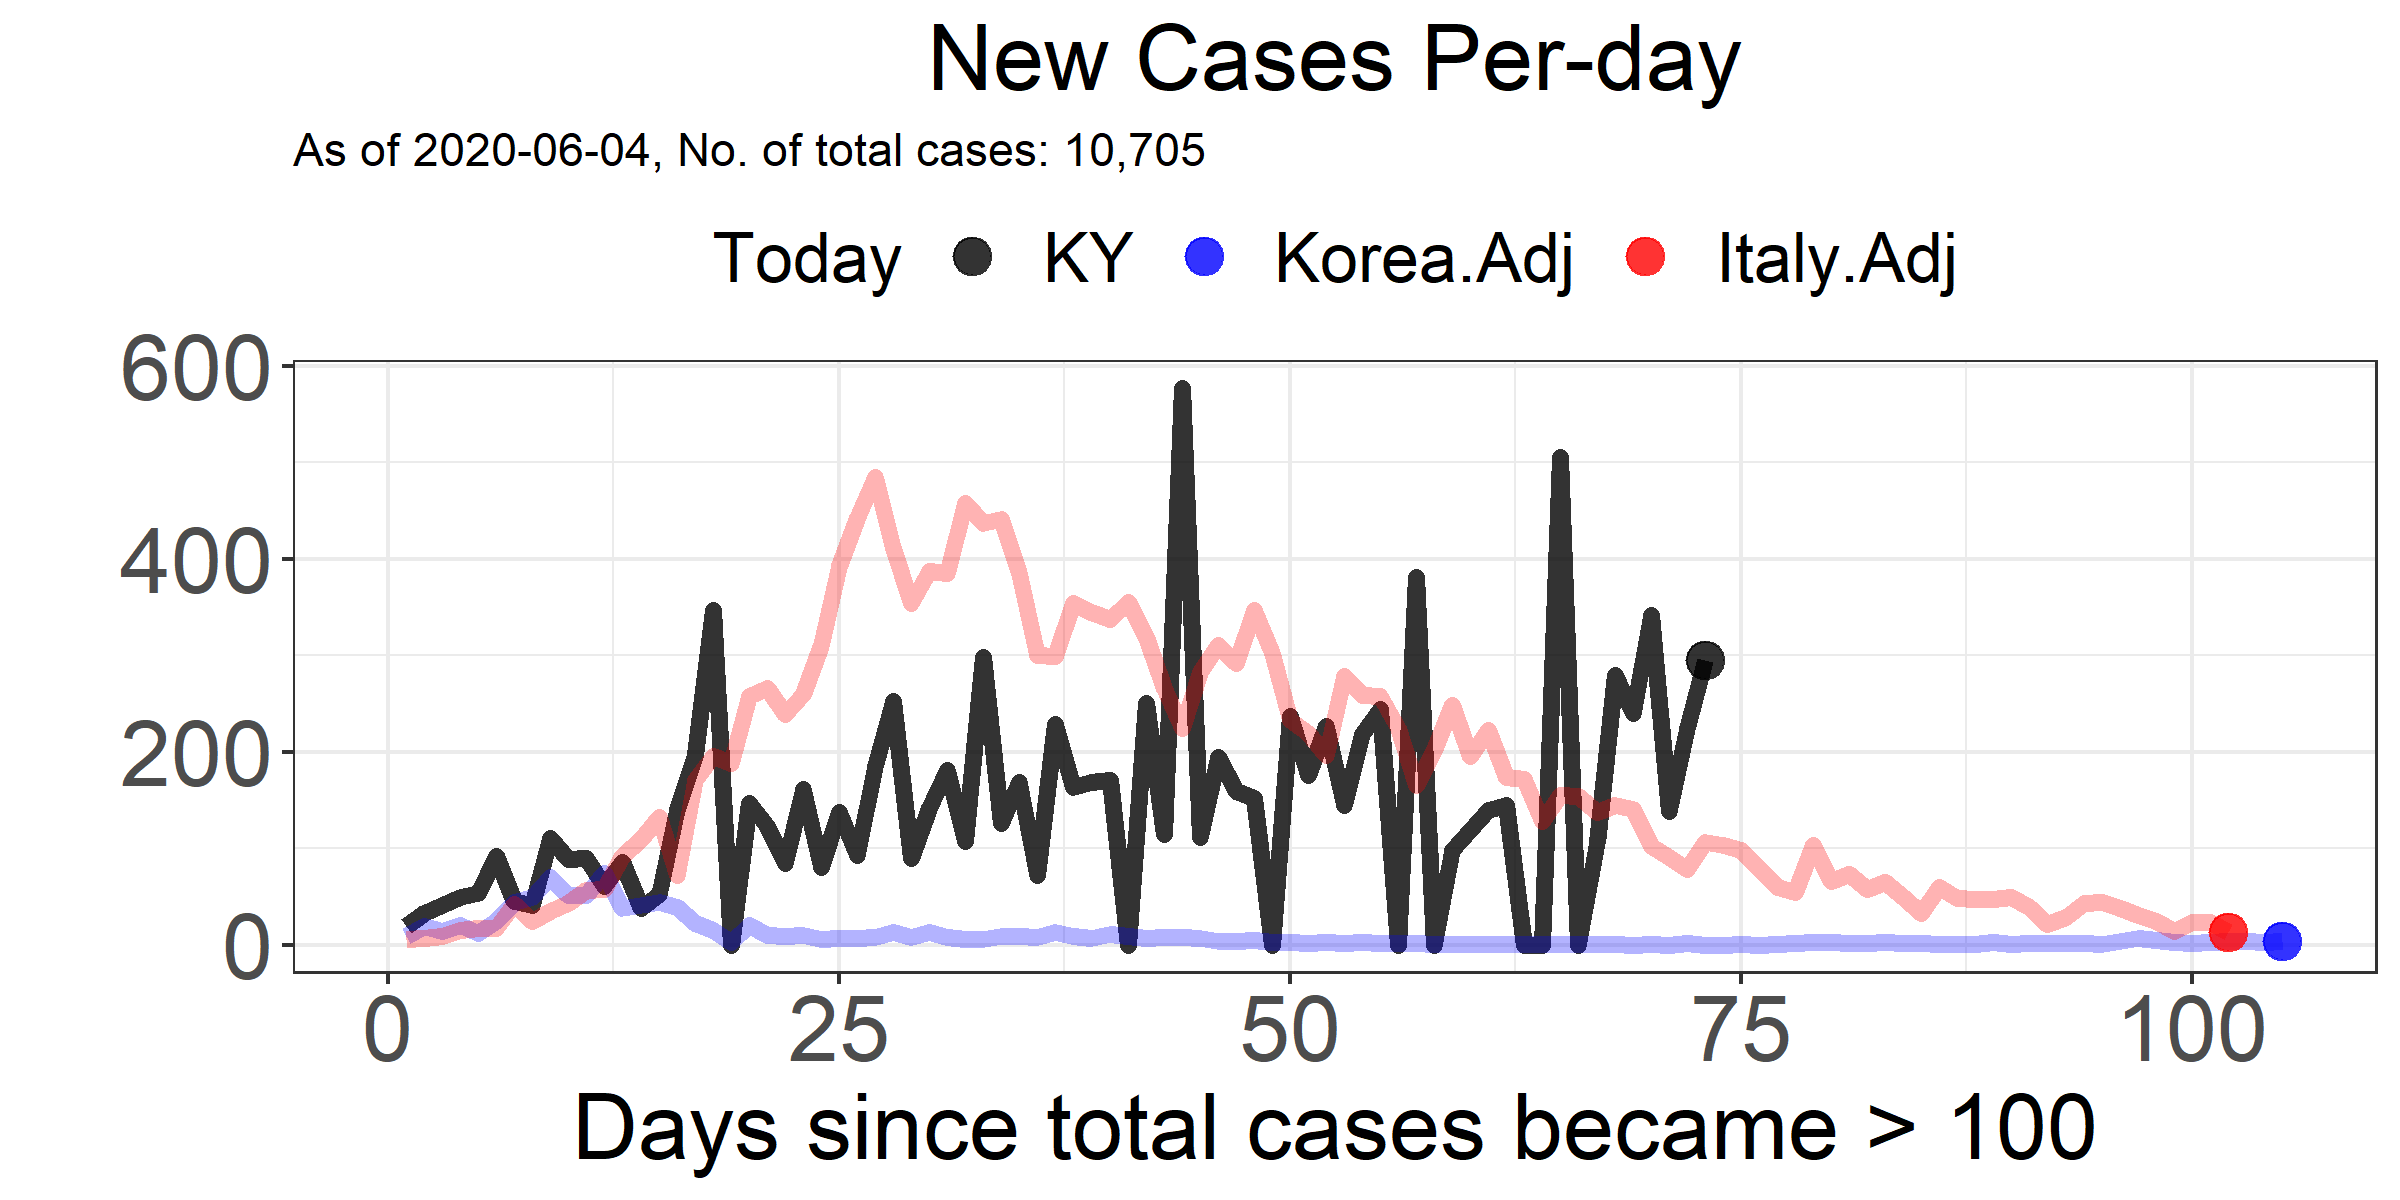 New Cases Per-day
As of 2020-06-04, No. of total cases: 10,705
Today KY Korea.Adj Italy.Adj
600
400
200
0
0 25 50 75 100
Days since total cases became > 100